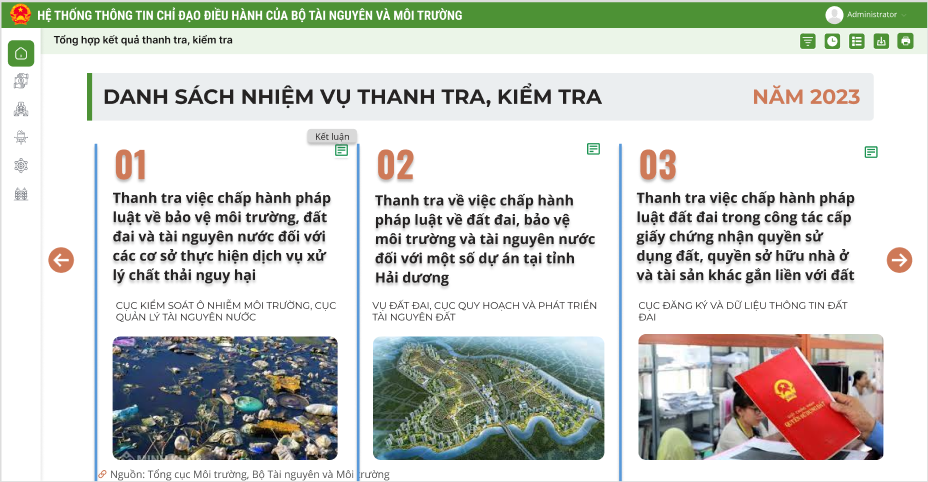 HỆ THỐNG THÔNG TIN CHỈ ĐẠO ĐIỀU HÀNH CỦA BỘ TÀI NGUYÊN VÀ MÔI TRƯỜNG
Administrator
Tổng hợp kết quả thanh tra, kiểm tra
DANH SÁCH NHIỆM VỤ THANH TRA, KIỂM TRA
NĂM 2023
Kết luận
01
Thanh tra việc chấp hành pháp
luật về bảo vệ môi trường, đất
đai và tài nguyên nước đối với
các cơ sở thực hiện dịch vụ xử
lý chất thải nguy hại
CỤC KIỂM SOÁT Ô NHIỄM MÔI TRƯỜNG, CỤC
QUẢN LÝ TÀI NGUYÊN NƯỚC
02
Thanh tra về việc chấp hành
pháp luật về đất đai, bảo vệ
môi trường và tài nguyên nước
đối với một số dự án tại tỉnh
Hải dương
VỤ ĐẤT ĐAI, CỤC QUY HOẠCH VÀ PHÁT TRIỂN
TÀI NGUYÊN ĐẤT
03
Thanh tra việc chấp hành pháp
luật đất đai trong công tác cấp
giấy chứng nhận quyền sử
dụng đất, quyền sở hữu nhà ở
và tài sản khác gắn liền với đất
CỤC ĐĂNG KÝ VÀ DỮ LIỆU THÔNG TIN ĐẤT
ĐAI
Nguồn: Tổng cục Môi trường, Bộ Tài nguyên và Môi trường